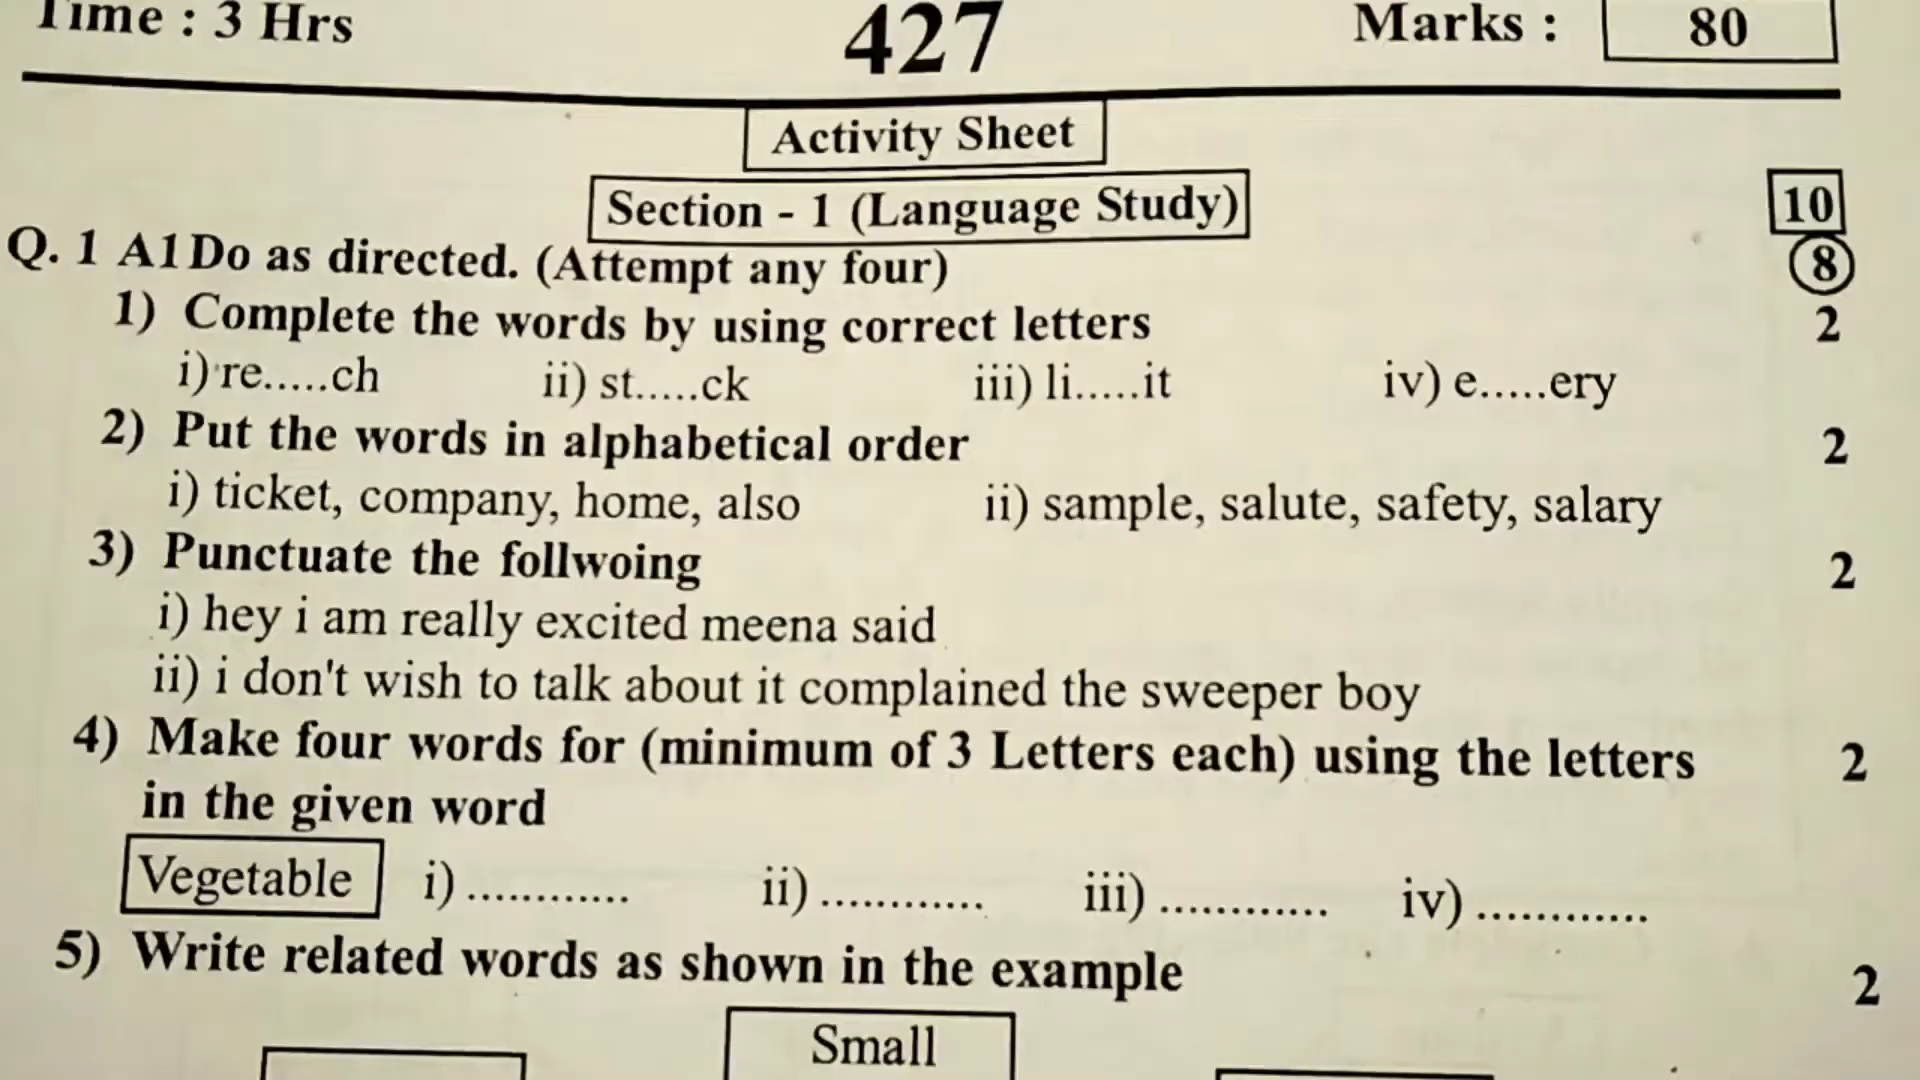 Time : 3 Hrs 427 Marks : 80
Activity Sheet
Section - 1 (Language Study) 10
Q. 1 A1 Do as directed. (Attempt any four) 8
1) Complete the words by using correct letters 2
i) re.....ch ii) st.....ck iii) li.....it iv) e.....ery
2) Put the words in alphabetical order 2
i) ticket, company, home, also ii) sample, salute, safety, salary
3) Punctuate the follwoing 2
i) hey i am really excited meena said
ii) i don't wish to talk about it complained the sweeper boy
4) Make four words for (minimum of 3 Letters each) using the letters 2
in the given word
Vegetable i) ............ ii) ............ iii) ............ iv) ............
5) Write related words as shown in the example 2
Small